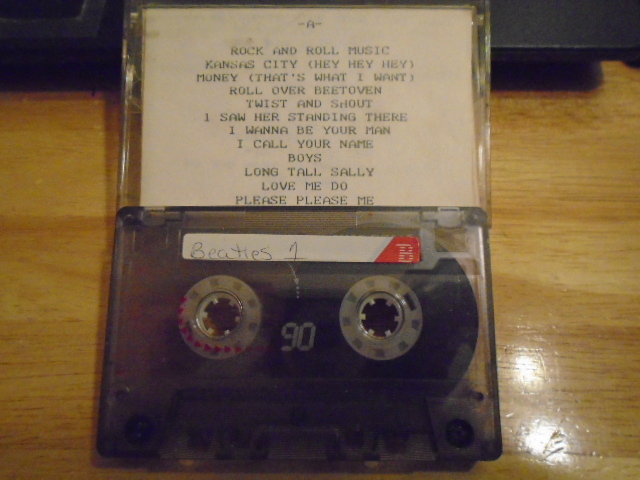 -A-
ROCK AND ROLL MUSIC
KANSAS CITY (HEY HEY HEY)
MONEY (THAT'S WHAT I WANT)
ROLL OVER BEETOVEN
TWIST AND SHOUT
1 SAW HER STANDING THERE
I WANNA BE YOUR MAN
I CALL YOUR NAME
BOYS
LONG TALL SALLY
LOVE ME DO
PLEASE PLEASE ME
Beatles 1
90